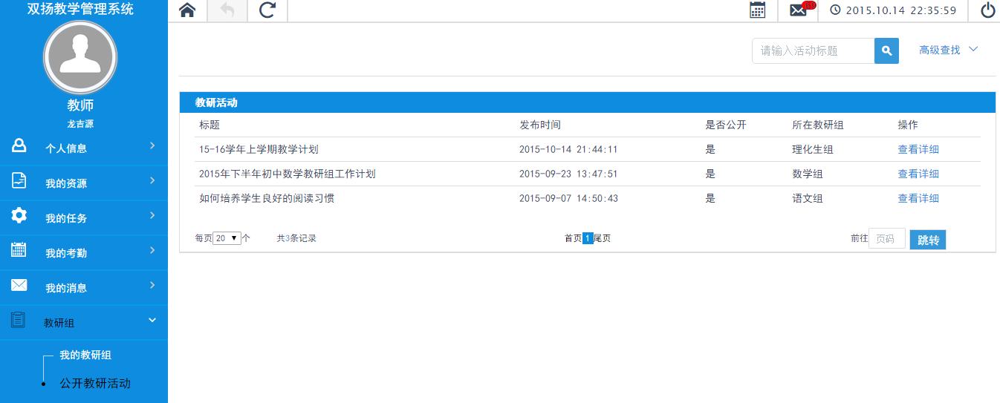 双扬教学管理系统
2015.10.14 22:35:59
教师
龙吉源
请输入活动标题
高级查找
个人信息
我的资源
我的任务
我的考勤
我的消息
教研组
我的教研组
公开教研活动
教研活动
标题 发布时间 是否公开 所在教研组 操作
15-16学年上学期教学计划 2015-10-14 21:44:11 是 理化生组 查看详细
2015年下半年初中数学教研组工作计划 2015-09-23 13:47:51 是 数学组 查看详细
如何培养学生良好的阅读习惯 2015-09-07 14:50:43 是 语文组 查看详细
每页 20 个 共3条记录 首页 1 尾页 前往 页码 跳转